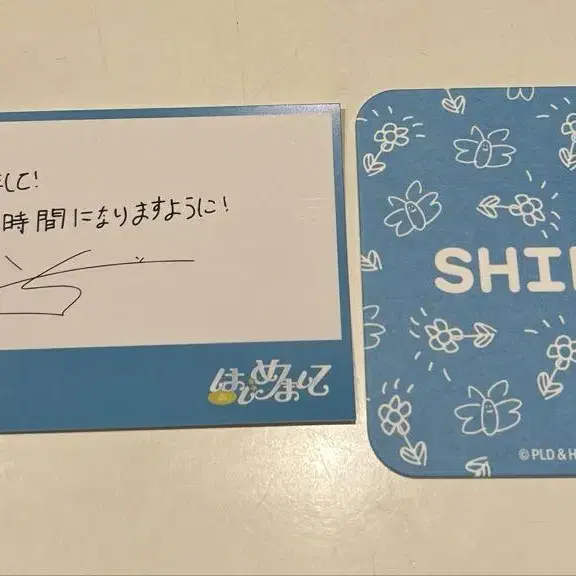 して!
時間になりますように!
はじめまして
SHI
©PLD & H